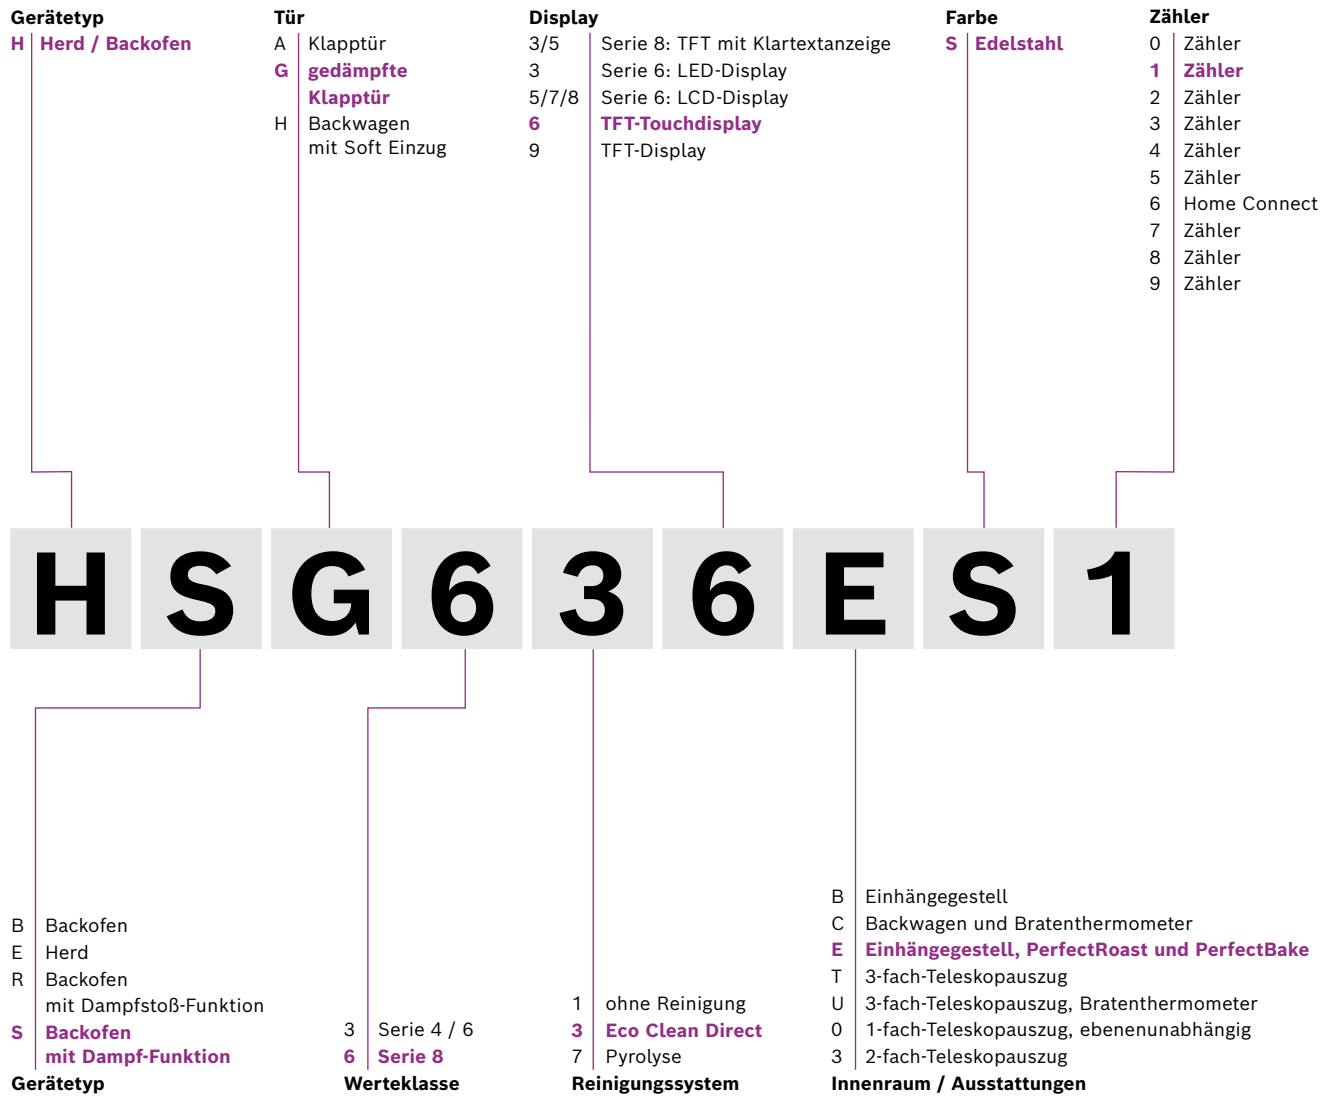 Gerätetyp
H Herd / Backofen
Tür
A Klapptür
G gedämpfte
Klapptür
H Backwagen
mit Soft Einzug
Display
3/5 Serie 8: TFT mit Klartextanzeige
3 Serie 6: LED-Display
5/7/8 Serie 6: LCD-Display
6 TFT-Touchdisplay
9 TFT-Display
Farbe
S Edelstahl
Zähler
0 Zähler
1 Zähler
2 Zähler
3 Zähler
4 Zähler
5 Zähler
6 Home Connect
7 Zähler
8 Zähler
9 Zähler
H S G 6 3 6 E S 1
B Backofen
E Herd
R Backofen
mit Dampfstoß-Funktion
S Backofen
mit Dampf-Funktion
Gerätetyp
3 Serie 4 / 6
6 Serie 8
Werteklasse
1 ohne Reinigung
3 Eco Clean Direct
7 Pyrolyse
Reinigungssystem
B Einhängegestell
C Backwagen und Bratenthermometer
E Einhängegestell, PerfectRoast und PerfectBake
T 3-fach-Teleskopauszug
U 3-fach-Teleskopauszug, Bratenthermometer
0 1-fach-Teleskopauszug, ebenenunabhängig
3 2-fach-Teleskopauszug
Innenraum / Ausstattungen